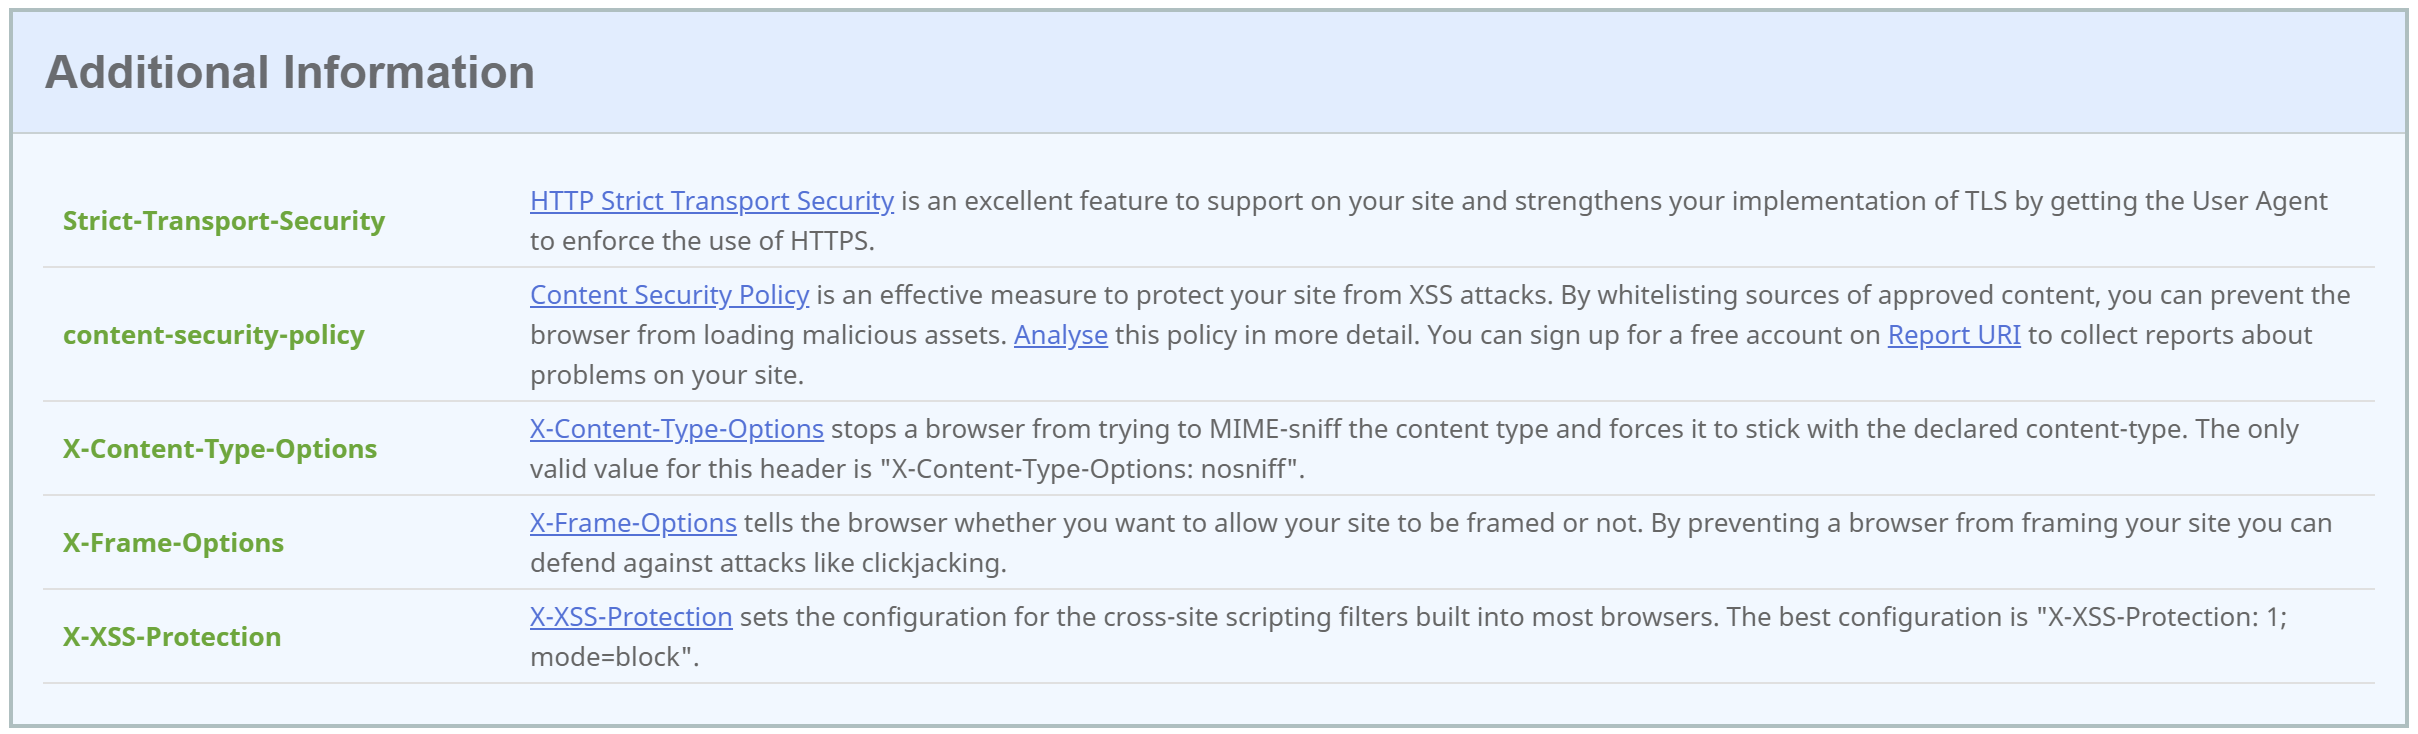 Additional Information
Strict-Transport-Security
HTTP Strict Transport Security is an excellent feature to support on your site and strengthens your implementation of TLS by getting the User Agent
to enforce the use of HTTPS.
content-security-policy
Content Security Policy is an effective measure to protect your site from XSS attacks. By whitelisting sources of approved content, you can prevent the
browser from loading malicious assets. Analyse this policy in more detail. You can sign up for a free account on Report URI to collect reports about
problems on your site.
X-Content-Type-Options
X-Content-Type-Options stops a browser from trying to MIME-sniff the content type and forces it to stick with the declared content-type. The only
valid value for this header is "X-Content-Type-Options: nosniff".
X-Frame-Options
X-Frame-Options tells the browser whether you want to allow your site to be framed or not. By preventing a browser from framing your site you can
defend against attacks like clickjacking.
X-XSS-Protection
X-XSS-Protection sets the configuration for the cross-site scripting filters built into most browsers. The best configuration is "X-XSS-Protection: 1;
mode=block".